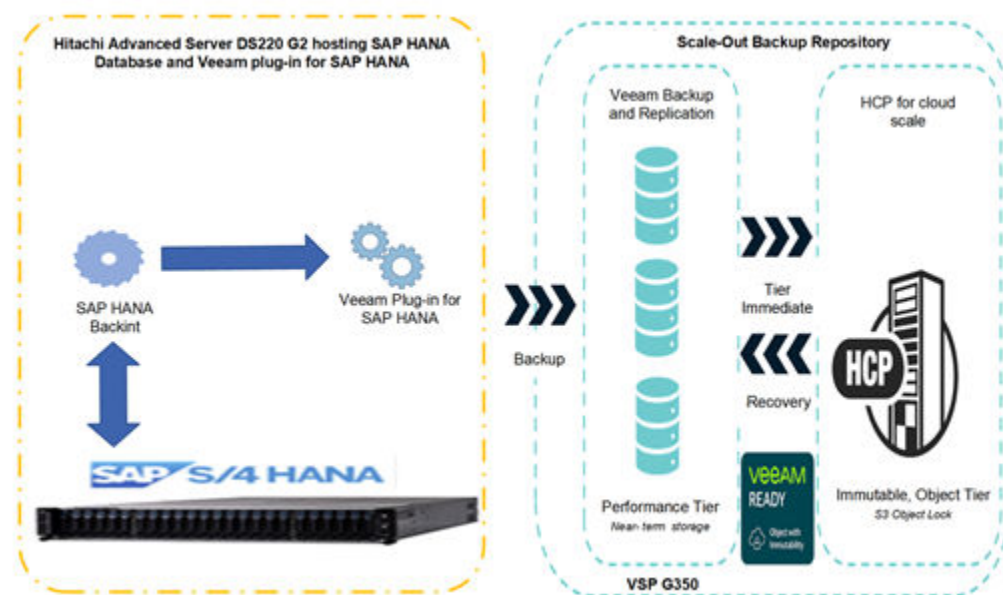 Hitachi Advanced Server DS220 G2 hosting SAP HANA
Database and Veeam plug-in for SAP HANA
SAP HANA
Backint
Veeam Plug-in for
SAP HANA
SAP S/4 HANA
Backup
Scale-Out Backup Repository
Veeam Backup
and Replication
Performance Tier
Near-term storage
Tier
Immediate
Recovery
veeAM
READY
Object with
Immutability
HCP for cloud
scale
HCP
Immutable, Object Tier
S3 Object Lock
VSP G350